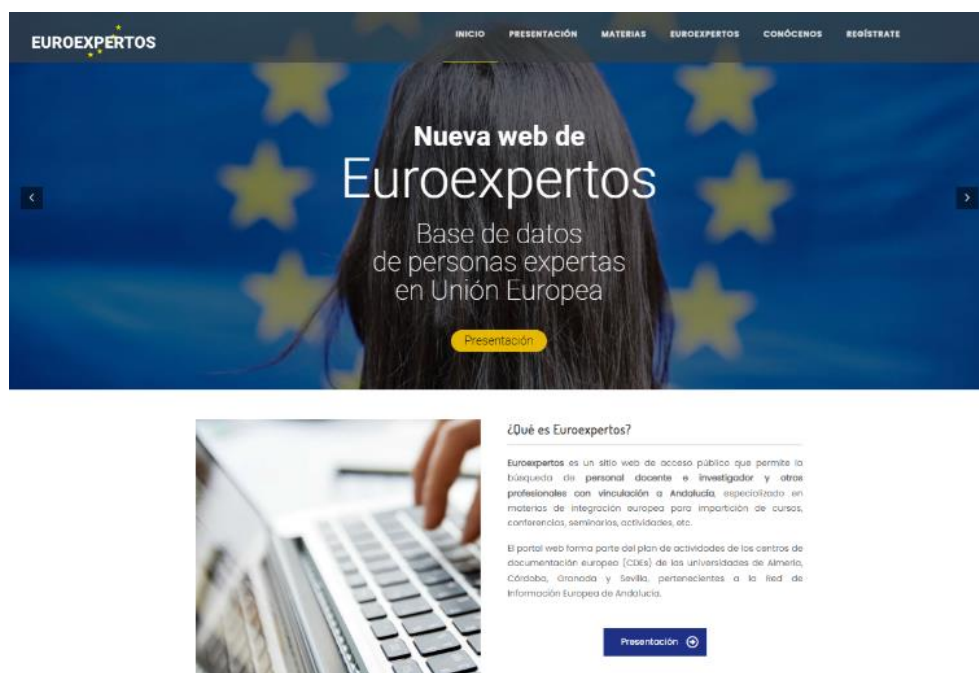 EUROEXPERTOS
INICIO PRESENTACIÓN MATERIAS EUROEXPERTOS CONÓCENOS REGÍSTRATE
Nueva web de
Euroexpertos
Base de datos
de personas expertas
en Unión Europea
Presentación
¿Qué es Euroexpertos?
Euroexpertos es un sitio web de acceso público que permite la
búsqueda de personal docente e investigador y otros
profesionales con vinculación a Andalucía, especializado en
materias de integración europea para impartición de cursos,
conferencias, seminarios, actividades, etc.
El portal web forma parte del plan de actividades de los centros de
documentación europea (CDEs) de las universidades de Almería,
Córdoba, Granada y Sevilla, pertenecientes a la Red de
Información Europea de Andalucía.
Presentación